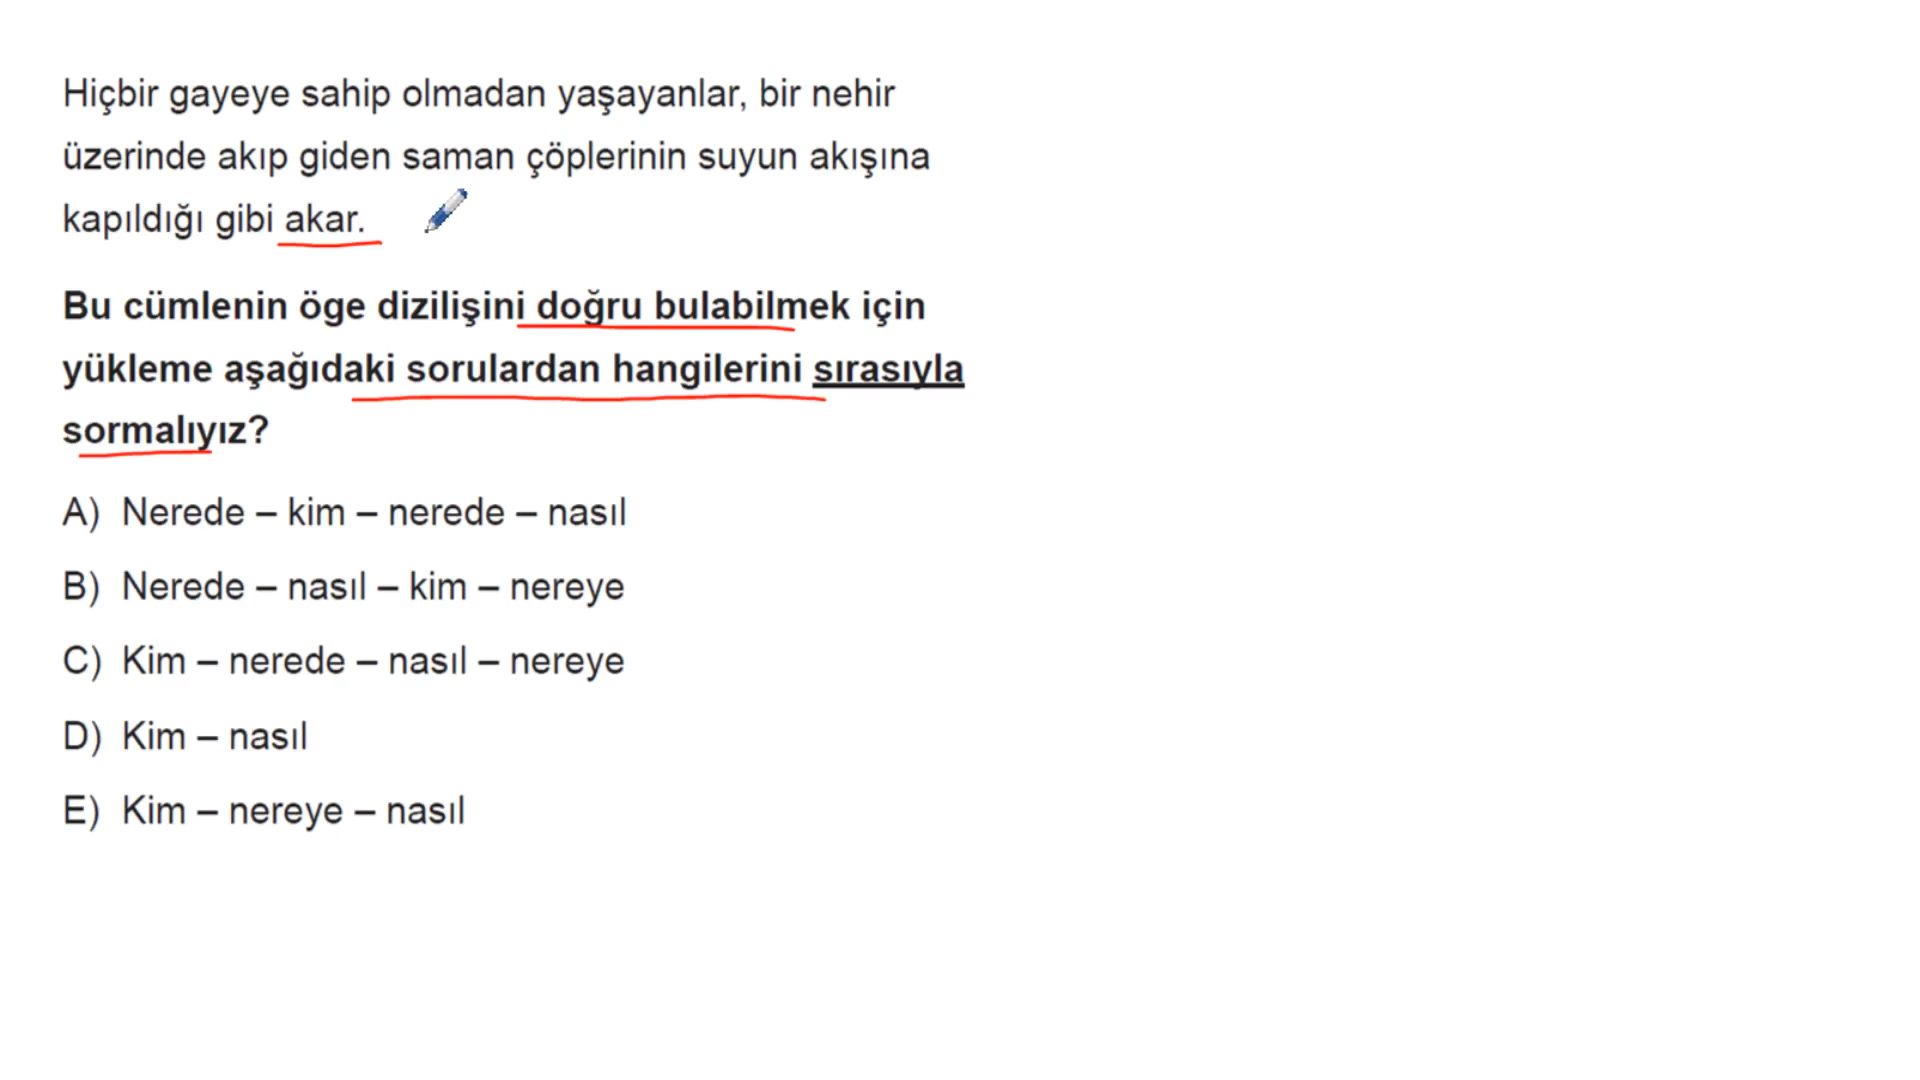 Hiçbir gayeye sahip olmadan yaşayanlar, bir nehir
üzerinde akıp giden saman çöplerinin suyun akışına
kapıldığı gibi akar.
Bu cümlenin öge dizilişini doğru bulabilmek için
yükleme aşağıdaki sorulardan hangilerini sırasıyla
sormalıyız?
A) Nerede – kim – nerede – nasıl
B) Nerede – nasıl – kim – nereye
C) Kim – nerede – nasıl – nereye
D) Kim – nasıl
E) Kim – nereye – nasıl